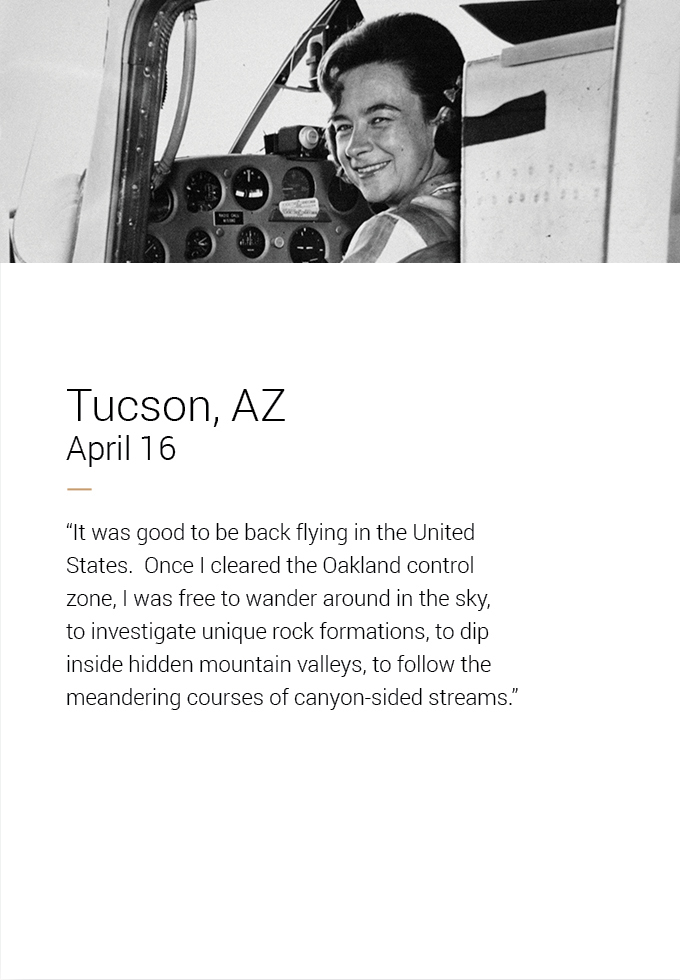 Tucson, AZ
April 16
“It was good to be back flying in the United
States.  Once I cleared the Oakland control
zone, I was free to wander around in the sky,
to investigate unique rock formations, to dip
inside hidden mountain valleys, to follow the
meandering courses of canyon-sided streams.”